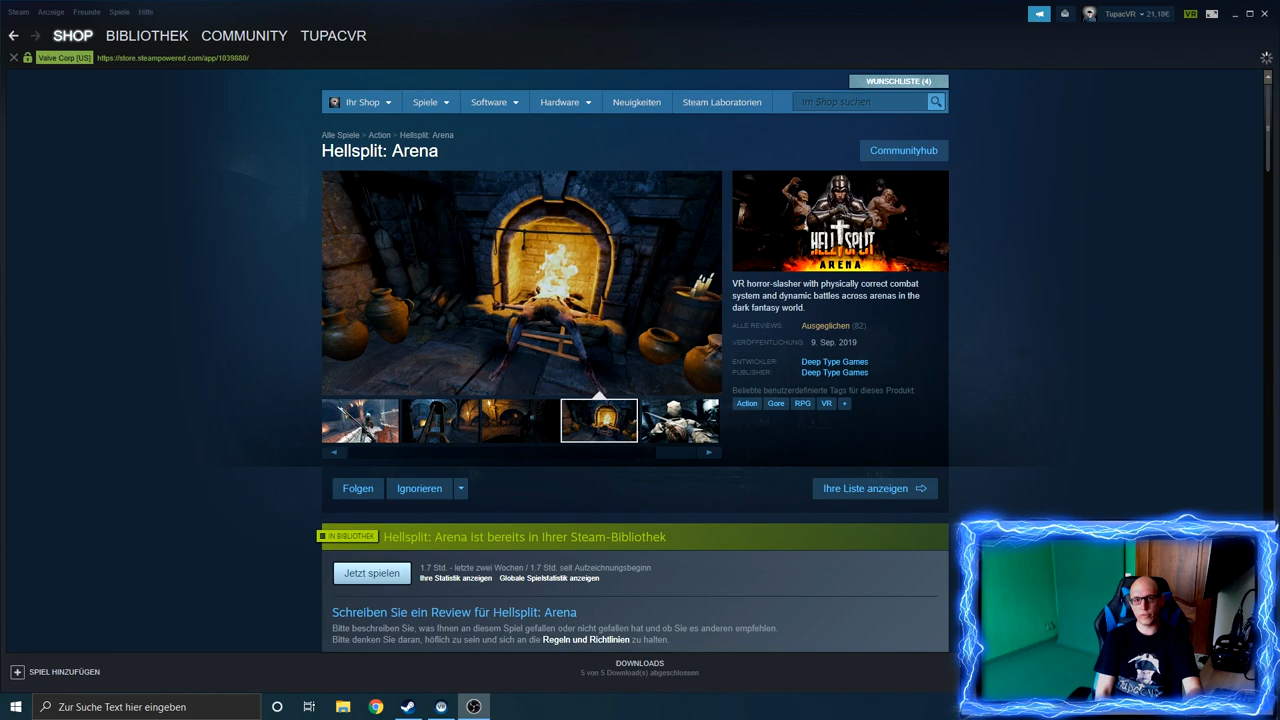 Steam Anzeige Freunde Spiele Hilfe
TupacVR 21,18€ VR
SHOP BIBLIOTHEK COMMUNITY TUPACVR
Valve Corp [US] https://store.steampowered.com/app/1039880/
WUNSCHLISTE (4)
Ihr Shop Spiele Software Hardware Neuigkeiten Steam Laboratorien Im Shop suchen
Alle Spiele > Action > Hellsplit: Arena
Hellsplit: Arena
Communityhub
HELLSPLIT
ARENA
VR horror-slasher with physically correct combat
system and dynamic battles across arenas in the
dark fantasy world.
ALLE REVIEWS: Ausgeglichen (82)
VERÖFFENTLICHUNG: 9. Sep. 2019
ENTWICKLER: Deep Type Games
PUBLISHER: Deep Type Games
Beliebte benutzerdefinierte Tags für dieses Produkt:
Action Gore RPG VR +
Folgen Ignorieren Ihre Liste anzeigen
IN BIBLIOTHEK Hellsplit: Arena ist bereits in Ihrer Steam-Bibliothek
Jetzt spielen
1.7 Std. - letzte zwei Wochen / 1.7 Std. seit Aufzeichnungsbeginn
Ihre Statistik anzeigen Globale Spielstatistik anzeigen
Schreiben Sie ein Review für Hellsplit: Arena
Bitte beschreiben Sie, was Ihnen an diesem Spiel gefallen oder nicht gefallen hat und ob Sie es anderen empfehlen.
Bitte denken Sie daran, höflich zu sein und sich an die Regeln und Richtlinien zu halten.
SPIEL HINZUFÜGEN
DOWNLOADS
5 von 5 Download(s) abgeschlossen
Zur Suche Text hier eingeben